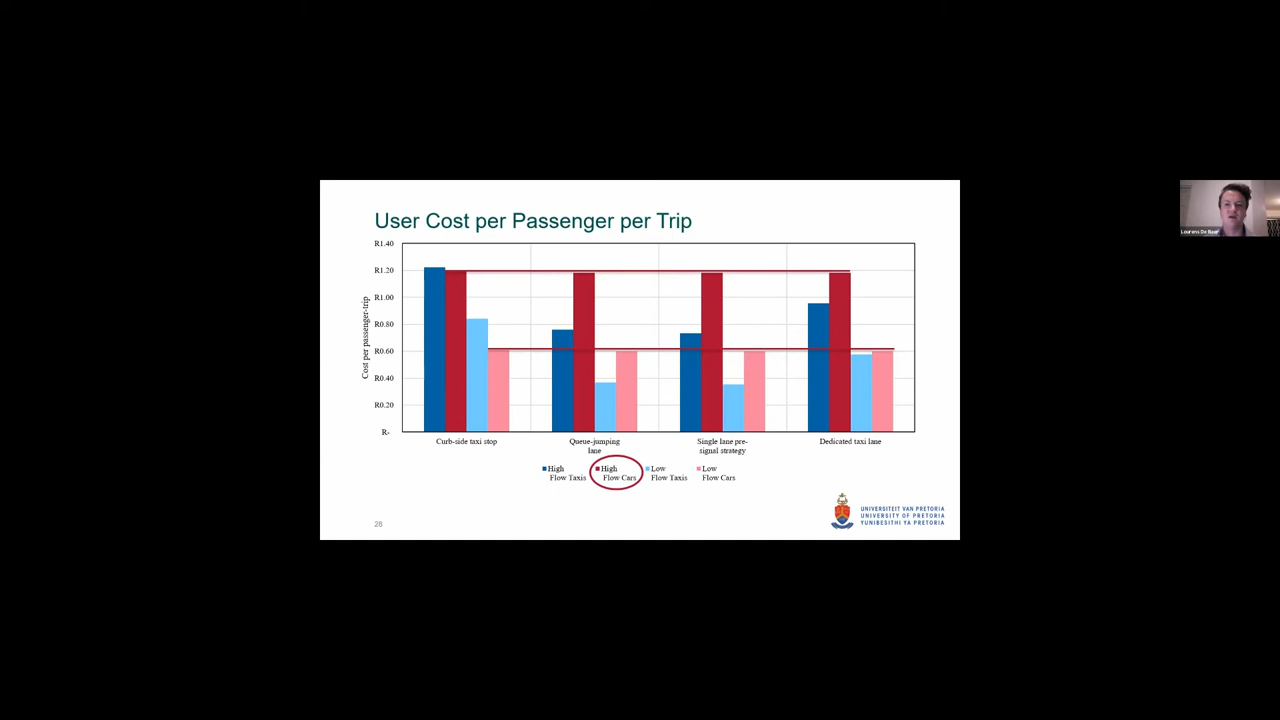 User Cost per Passenger per Trip
R1.40
R1.20
R1.00
R0.80
R0.60
R0.40
R0.20
R-
Cost per passenger-trip
Curb-side taxi stop
Queue-jumping
lane
Single lane pre-
signal strategy
Dedicated taxi lane
High
Flow Taxis
High
Flow Cars
Low
Flow Taxis
Low
Flow Cars
28
UNIVERSITEIT VAN PRETORIA
UNIVERSITY OF PRETORIA
YUNIBESITHI YA PRETORIA
Lourens De Beer